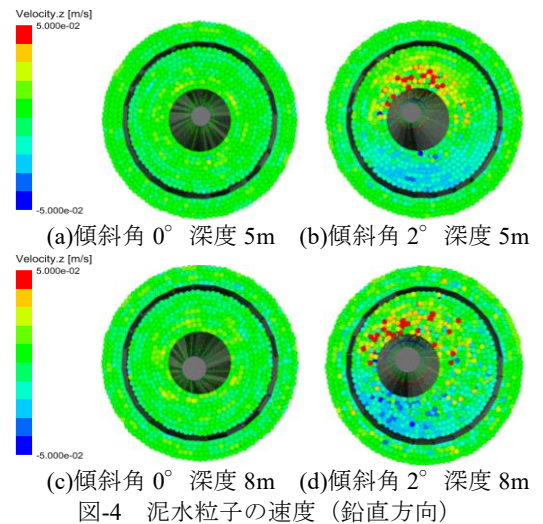 Velocity.z [m/s]
5.000e-02
-5.000e-02
(a)傾斜角 0° 深度 5m (b)傾斜角 2° 深度 5m
Velocity.z [m/s]
5.000e-02
-5.000e-02
(c)傾斜角 0° 深度 8m (d)傾斜角 2° 深度 8m
図-4 泥水粒子の速度（鉛直方向）